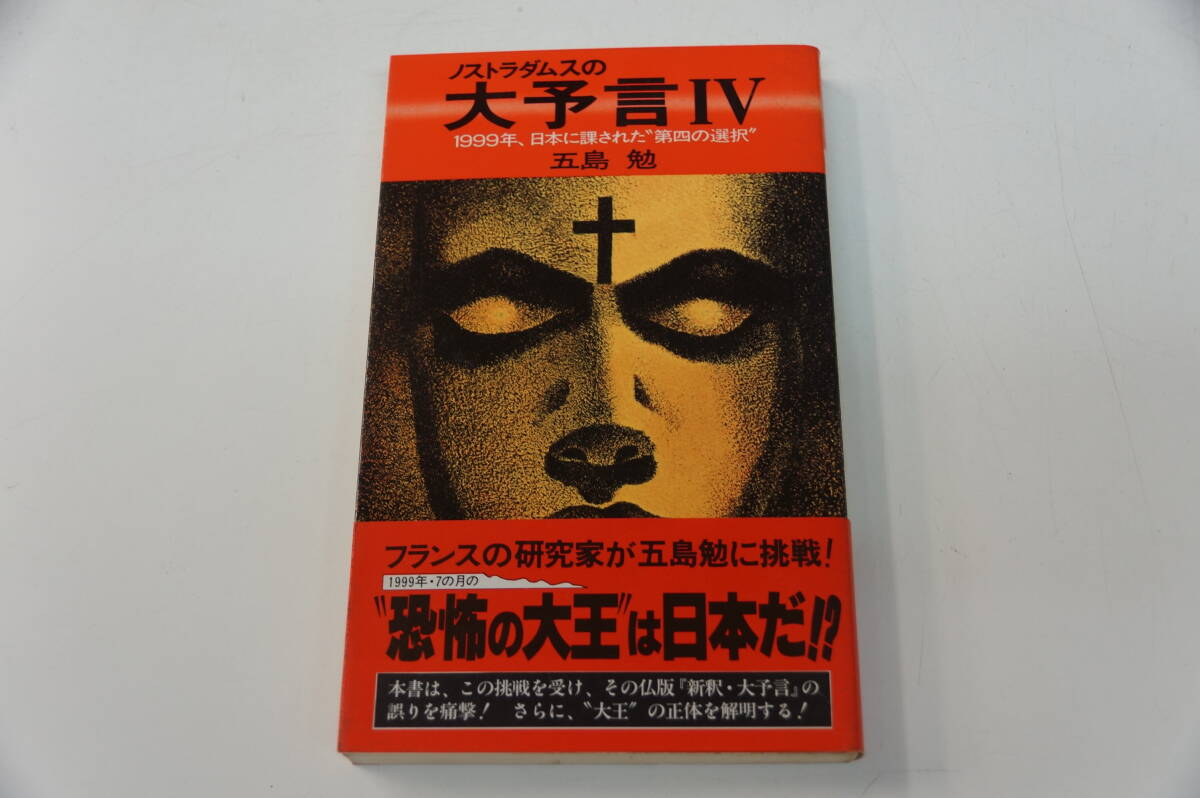 ノストラダムスの
大予言IV
1999年、日本に課された〝第四の選択〟
五島 勉
フランスの研究家が五島勉に挑戦!
1999年・7の月の
〝恐怖の大王〟は日本だ!?
本書は、この挑戦を受け、その仏版『新釈・大予言』の
誤りを痛撃! さらに、〝大王〟の正体を解明する!